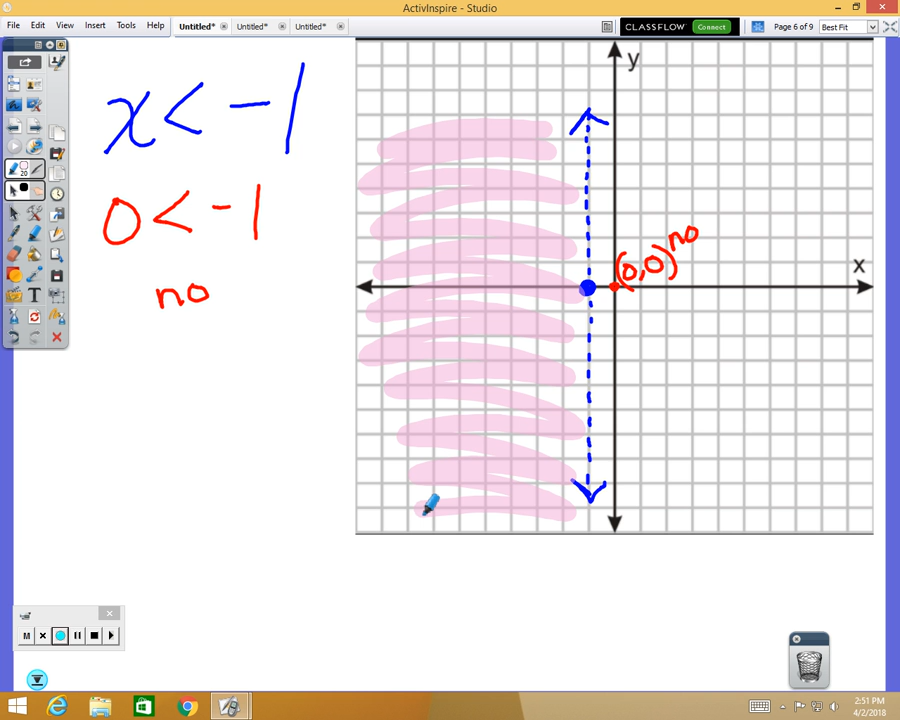 ActivInspire - Studio
File Edit View Insert Tools Help
Untitled* Untitled* Untitled*
CLASSFLOW Connect
Page 6 of 9
Best Fit
20
T
x < -1
0 < -1
no
y
x
(0,0) no
M
2:51 PM
4/2/2018